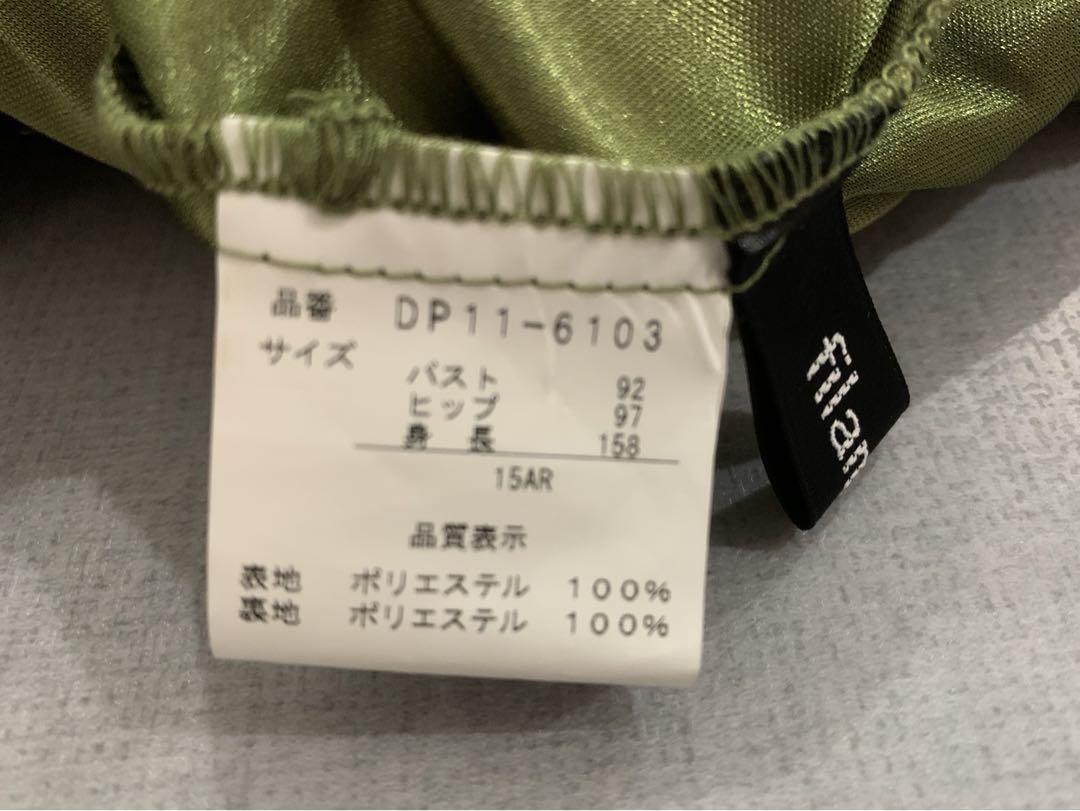 品番 DP11-6103
サイズ
バスト 92
ヒップ 97
身長 158
15AR
品質表示
表地 ポリエステル 100%
裏地 ポリエステル 100%